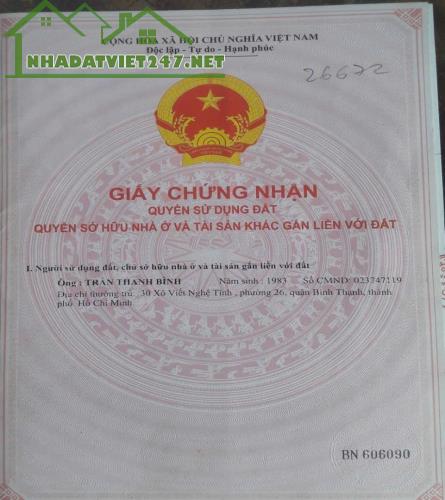 CỘNG HÒA XÃ HỘI CHỦ NGHĨA VIỆT NAM
Độc lập - Tự do - Hạnh phúc
NHADATVIET247.NET
26672
GIẤY CHỨNG NHẬN
QUYỀN SỬ DỤNG ĐẤT
QUYỀN SỞ HỮU NHÀ Ở VÀ TÀI SẢN KHÁC GẮN LIỀN VỚI ĐẤT
I. Người sử dụng đất, chủ sở hữu nhà ở và tài sản gắn liền với đất
Ông : TRẦN THANH BÌNH Năm sinh : 1983 Số CMND: 023747119
Địa chỉ thường trú : 30 Xô Viết Nghệ Tĩnh , phường 26, quận Bình Thạnh, thành
phố Hồ Chí Minh
BN 606090